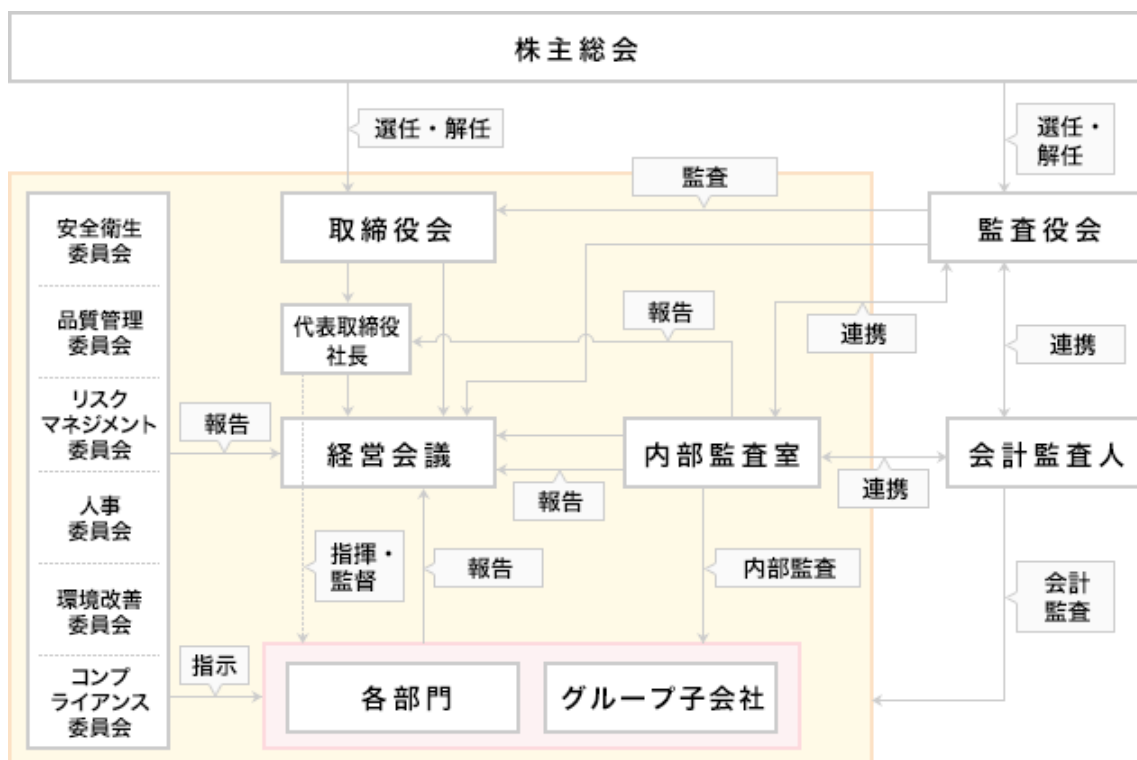 株主総会
選任・解任
選任・
解任
監査
取締役会
監査役会
安全衛生
委員会
品質管理
委員会
リスク
マネジメント
委員会
人事
委員会
環境改善
委員会
コンプ
ライアンス
委員会
代表取締役
社長
報告
連携
連携
報告
経営会議
内部監査室
会計監査人
報告
連携
指揮・
監督
報告
内部監査
会計
監査
指示
各部門
グループ子会社